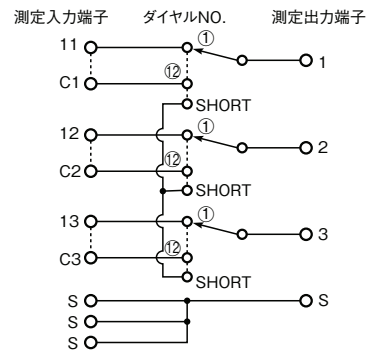 測定入力端子 ダイヤルNO. 測定出力端子
11 ① 1
C1 ⑫
SHORT
12 ① 2
C2 ⑫
SHORT
13 ① 3
C3 ⑫
SHORT
S S
S
S